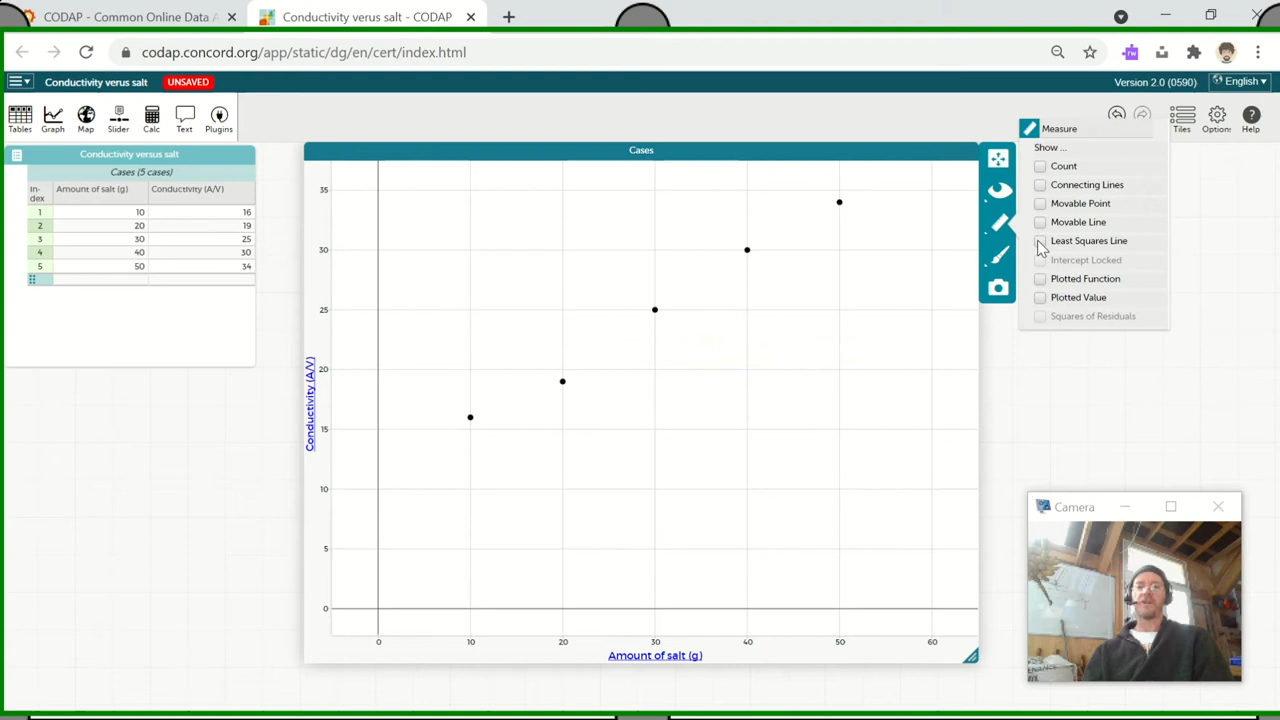 CODAP - Common Online Data A
Conductivity verus salt - CODAP
codap.concord.org/app/static/dg/en/cert/index.html
Conductivity verus salt
UNSAVED
Version 2.0 (0590)
English
Tables
Graph
Map
Slider
Calc
Text
Plugins
Tiles
Options
Help
Conductivity versus salt
Cases (5 cases)
in-
dex
Amount of salt (g)
Conductivity (A/V)
1 10 16
2 20 19
3 30 25
4 40 30
5 50 34
Cases
35
30
25
20
15
10
5
0
Conductivity (A/V)
0 10 20 30 40 50 60
Amount of salt (g)
Measure
Show ...
Count
Connecting Lines
Movable Point
Movable Line
Least Squares Line
Intercept Locked
Plotted Function
Plotted Value
Squares of Residuals
Camera